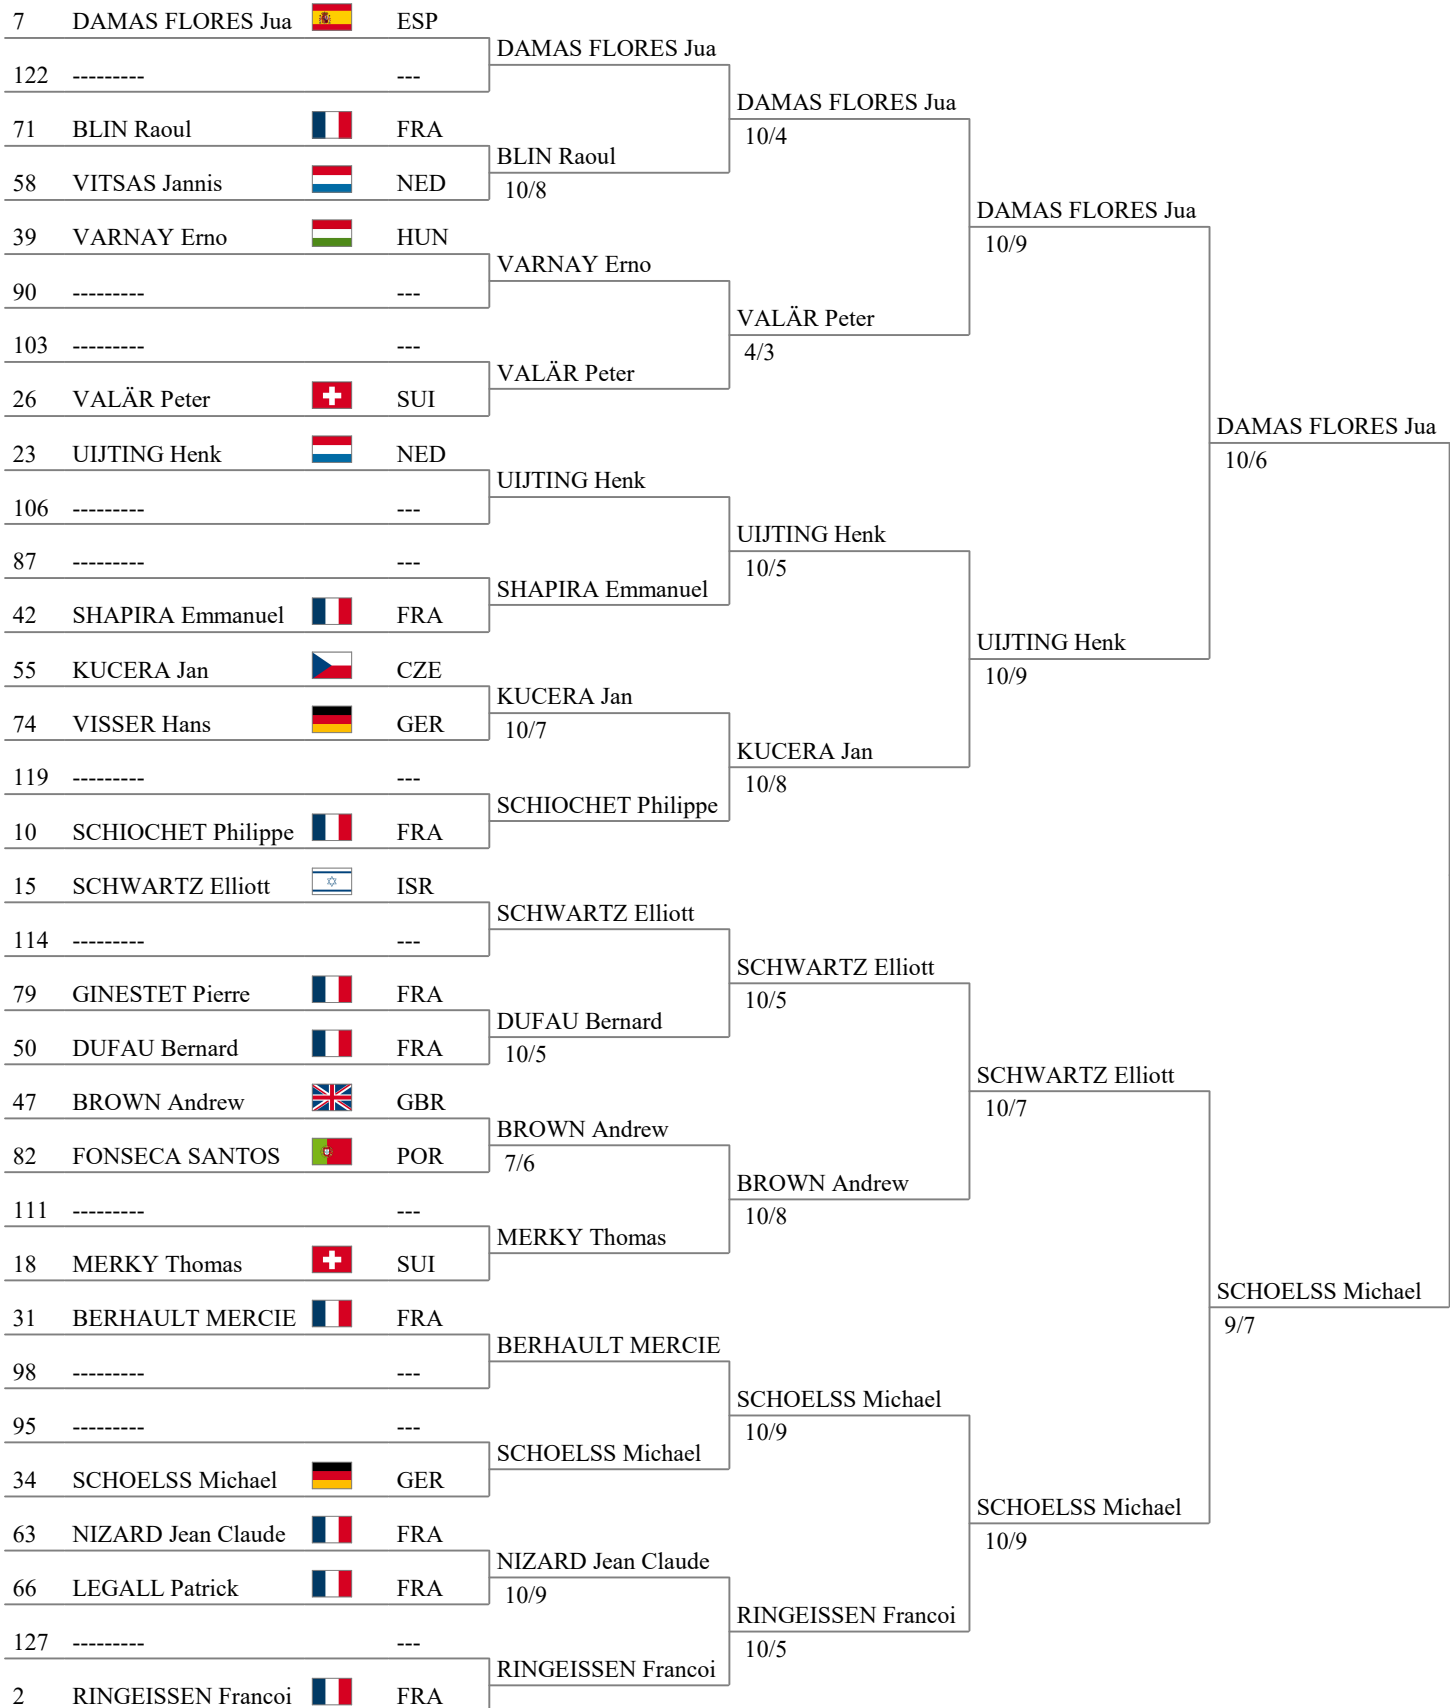 7 DAMAS FLORES Jua ESP
DAMAS FLORES Jua
122 --------- ---
DAMAS FLORES Jua
10/4
71 BLIN Raoul FRA
BLIN Raoul
10/8
58 VITSAS Jannis NED
DAMAS FLORES Jua
10/9
39 VARNAY Erno HUN
VARNAY Erno
90 --------- ---
VALÄR Peter
4/3
103 --------- ---
VALÄR Peter
26 VALÄR Peter SUI
DAMAS FLORES Jua
10/6
23 UIJTING Henk NED
UIJTING Henk
106 --------- ---
UIJTING Henk
10/5
87 --------- ---
SHAPIRA Emmanuel
42 SHAPIRA Emmanuel FRA
UIJTING Henk
10/9
55 KUCERA Jan CZE
KUCERA Jan
10/7
74 VISSER Hans GER
KUCERA Jan
10/8
119 --------- ---
SCHIOCHET Philippe
10 SCHIOCHET Philippe FRA
15 SCHWARTZ Elliott ISR
SCHWARTZ Elliott
114 --------- ---
SCHWARTZ Elliott
10/5
79 GINESTET Pierre FRA
DUFAU Bernard
10/5
50 DUFAU Bernard FRA
SCHWARTZ Elliott
10/7
47 BROWN Andrew GBR
BROWN Andrew
7/6
82 FONSECA SANTOS POR
BROWN Andrew
10/8
111 --------- ---
MERKY Thomas
18 MERKY Thomas SUI
SCHOELSS Michael
9/7
31 BERHAULT MERCIE FRA
BERHAULT MERCIE
98 --------- ---
SCHOELSS Michael
10/9
95 --------- ---
SCHOELSS Michael
34 SCHOELSS Michael GER
SCHOELSS Michael
10/9
63 NIZARD Jean Claude FRA
NIZARD Jean Claude
10/9
66 LEGALL Patrick FRA
RINGEISSEN Francoi
10/5
127 --------- ---
RINGEISSEN Francoi
2 RINGEISSEN Francoi FRA